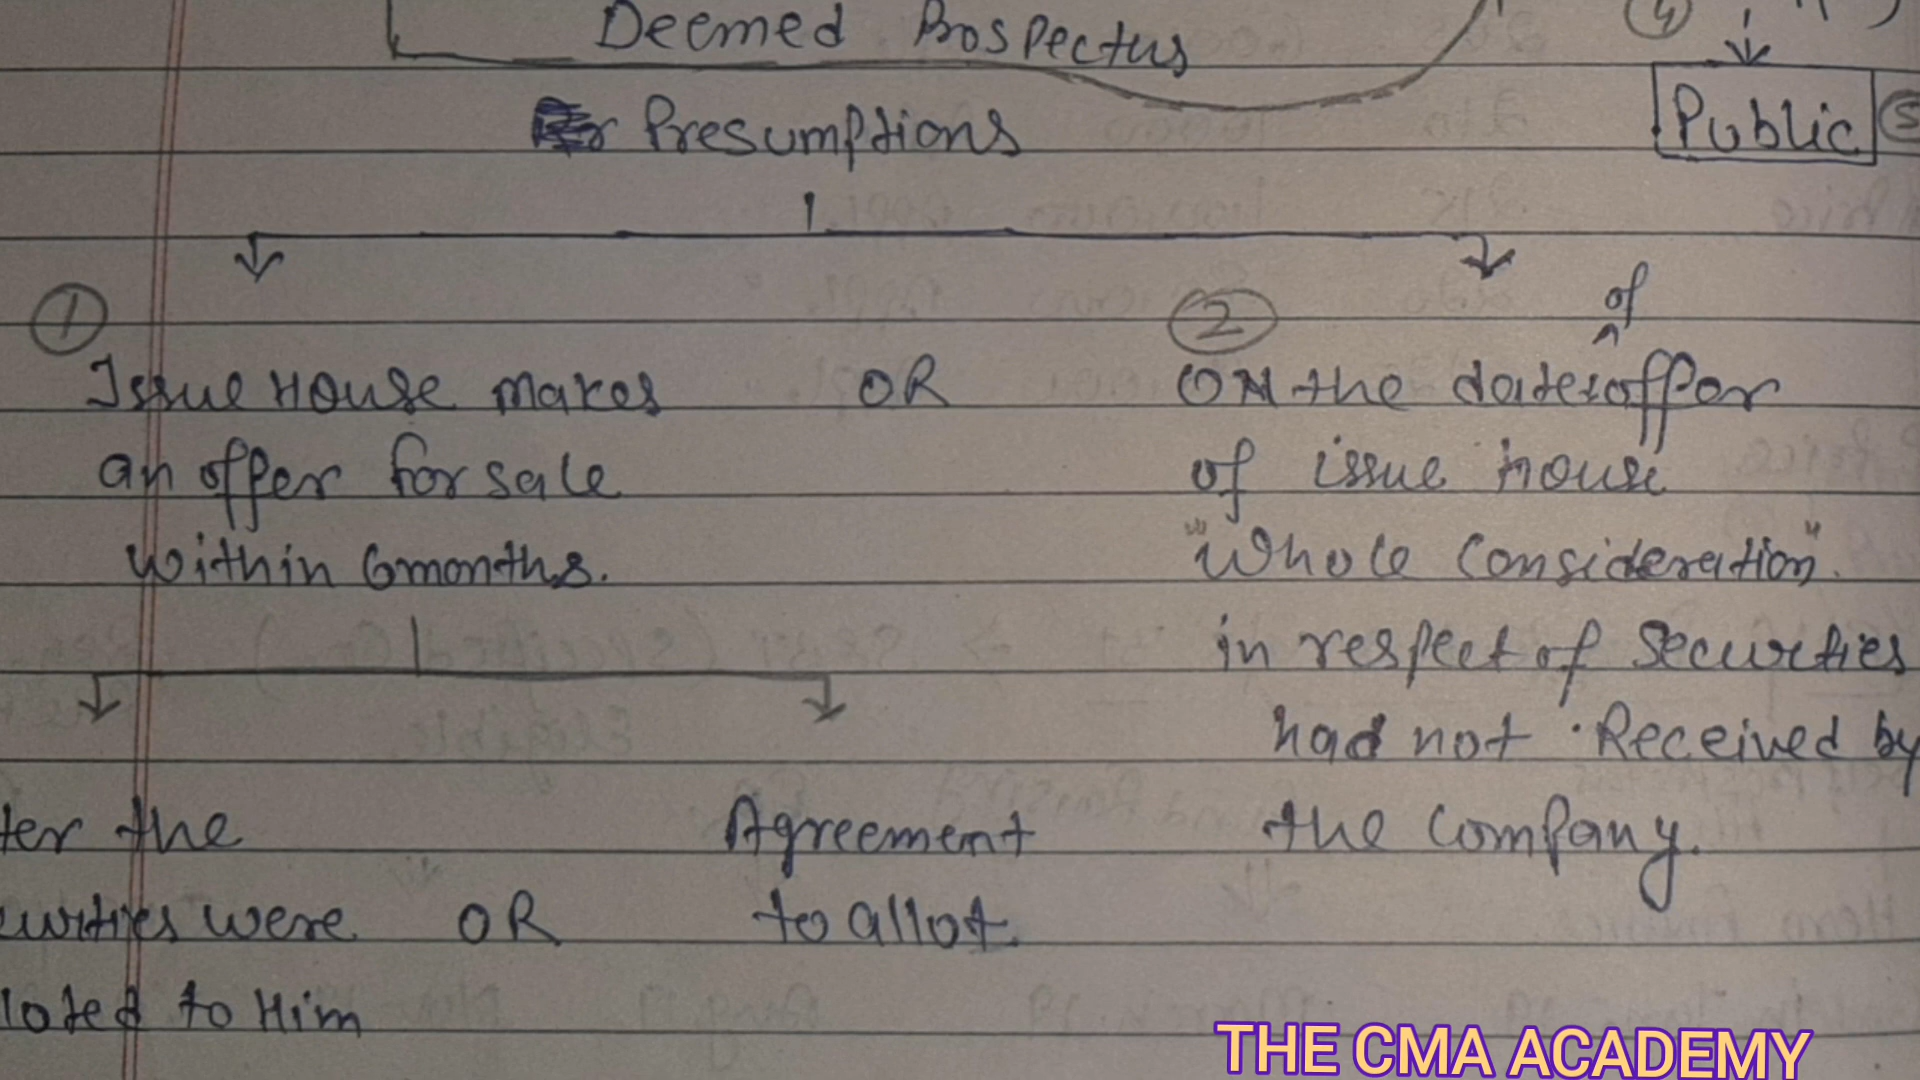 Deemed Prospectus
4
Public
5
Presumptions
1
Issue House makes
an offer for sale
within 6 months.
OR
2
of
ON the date offer
of issue house
"Whole Consideration".
in respect of Securities
had not Received by
the Company.
ter the
urities were
loted to Him
OR
Agreement
to allot.
THE CMA ACADEMY